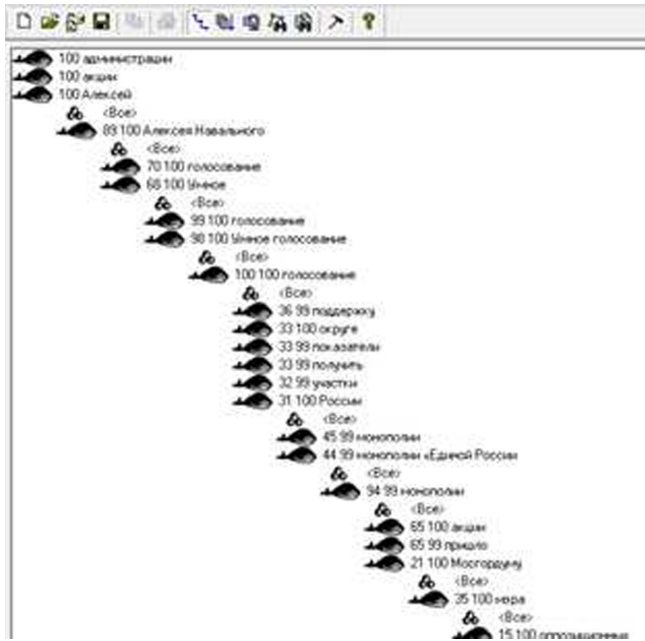 100 администрации
100 акции
100 Алексей
<Все>
89 100 Алексея Навального
<Все>
70 100 голосование
68 100 Умное
<Все>
99 100 голосование
98 100 Умное голосование
<Все>
100 100 голосование
<Все>
36 99 поддержку
33 100 округе
33 99 показатели
33 99 получить
32 99 участки
31 100 России
<Все>
45 99 монополии
44 99 монополии «Единой России
<Все>
94 99 монополии
<Все>
65 100 акции
65 99 пришло
21 100 Мосгордуму
<Все>
35 100 мэра
<Все>
15 100 оппозиционных